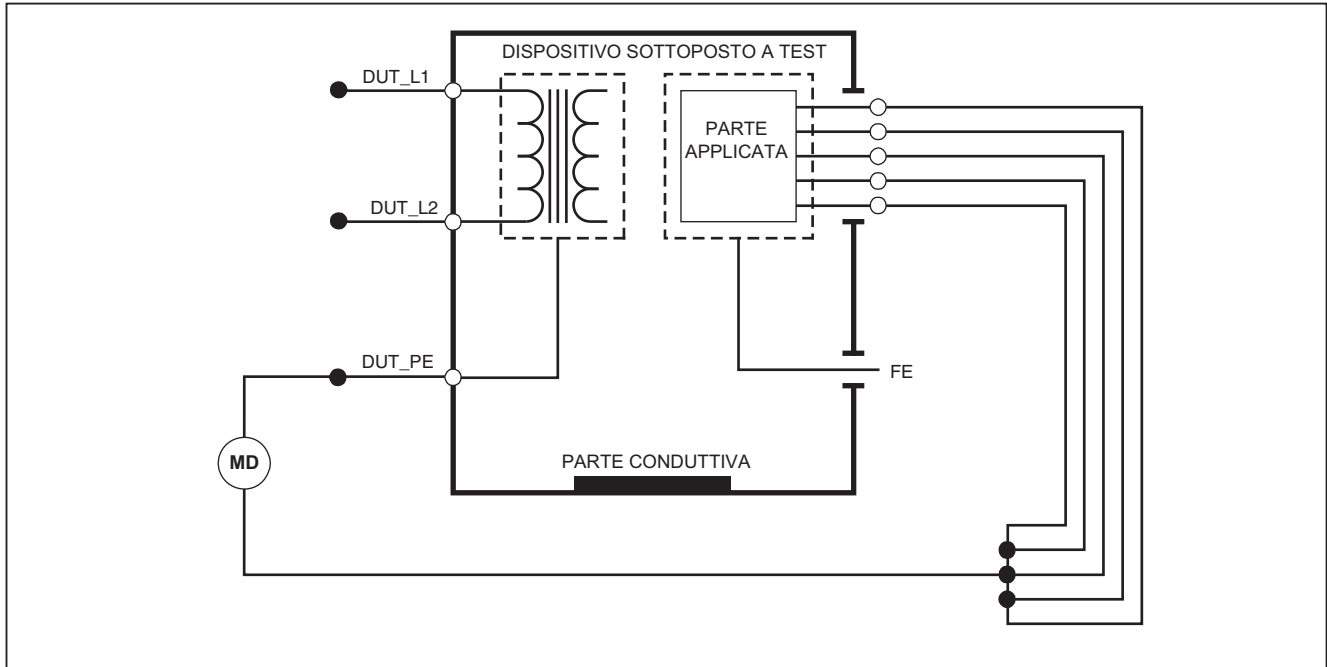 DISPOSITIVO SOTTOPOSTO A TEST
DUT_L1
PARTE
APPLICATA
DUT_L2
DUT_PE
FE
MD
PARTE CONDUTTIVA